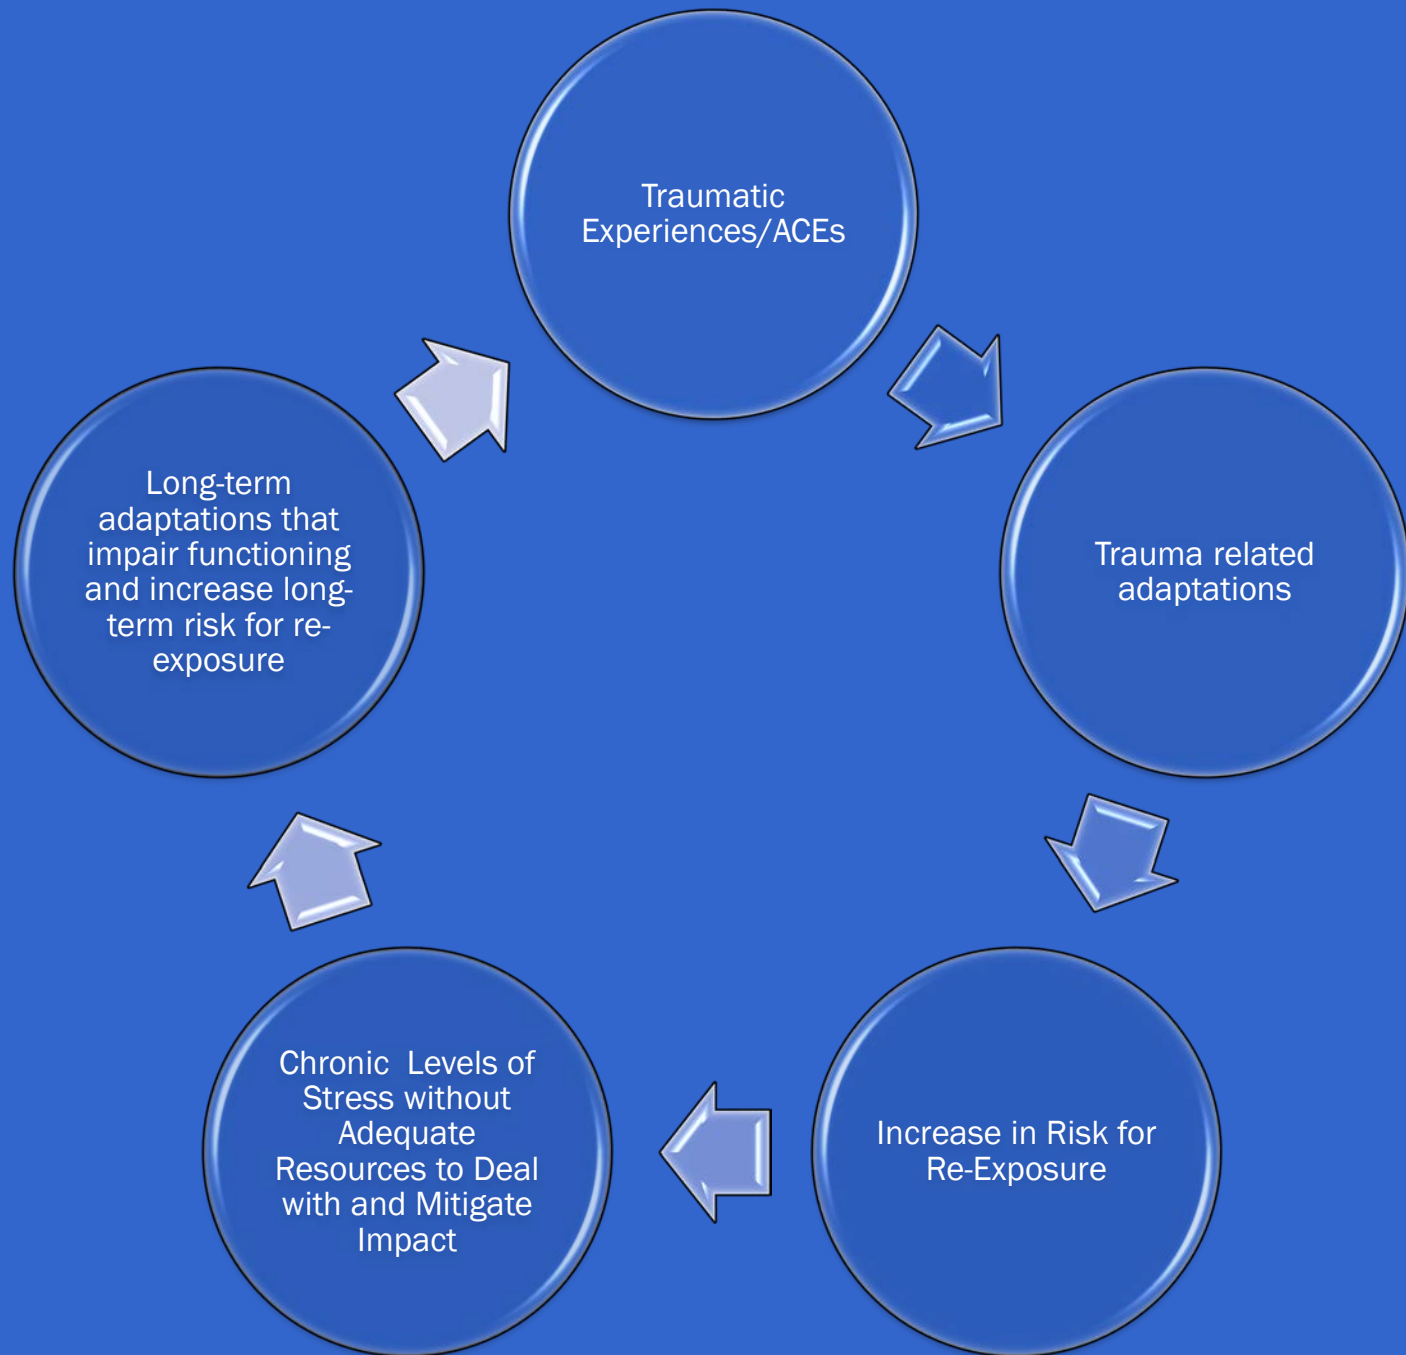 Traumatic
Experiences/ACEs
Trauma related
adaptations
Increase in Risk for
Re-Exposure
Chronic  Levels of
Stress without
Adequate
Resources to Deal
with and Mitigate
Impact
Long-term
adaptations that
impair functioning
and increase long-
term risk for re-
exposure